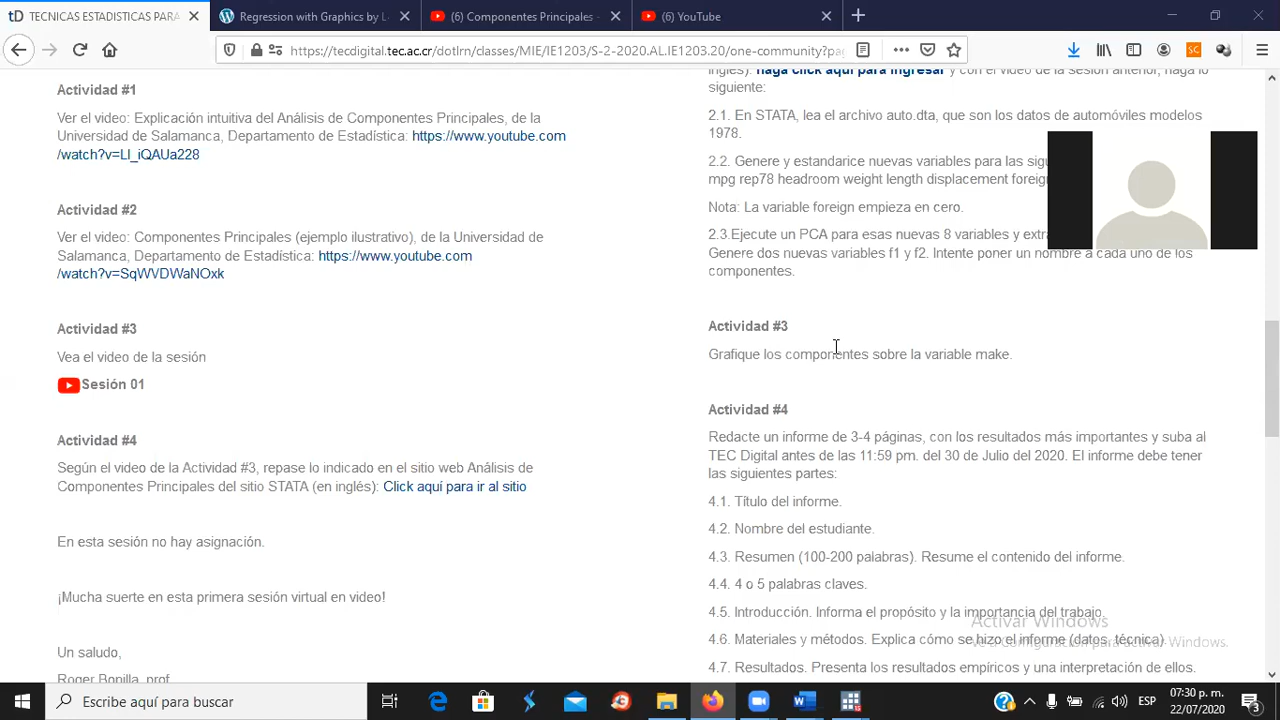 TECNICAS ESTADISTICAS PARA
Regression with Graphics by L
(6) Componentes Principales -
(6) YouTube
https://tecdigital.tec.ac.cr/dotlrn/classes/MIE/IE1203/S-2-2020.AL.IE1203.20/one-community?pa
Actividad #1
Ver el video: Explicación intuitiva del Análisis de Componentes Principales, de la
Universidad de Salamanca, Departamento de Estadística: https://www.youtube.com
/watch?v=LI_iQAUa228
Actividad #2
Ver el video: Componentes Principales (ejemplo ilustrativo), de la Universidad de
Salamanca, Departamento de Estadística: https://www.youtube.com
/watch?v=SqWVDWaNOxk
Actividad #3
Vea el video de la sesión
Sesión 01
Actividad #4
Según el video de la Actividad #3, repase lo indicado en el sitio web Análisis de
Componentes Principales del sitio STATA (en inglés): Click aquí para ir al sitio
En esta sesión no hay asignación.
¡Mucha suerte en esta primera sesión virtual en video!
Un saludo,
Roger Bonilla, prof
inglés): haga click aquí para ingresar y con el video de la sesión anterior, haga lo
siguiente:
2.1. En STATA, lea el archivo auto.dta, que son los datos de automóviles modelos
1978.
2.2. Genere y estandarice nuevas variables para las sigu
mpg rep78 headroom weight length displacement foreig
Nota: La variable foreign empieza en cero.
2.3.Ejecute un PCA para esas nuevas 8 variables y extra
Genere dos nuevas variables f1 y f2. Intente poner un nombre a cada uno de los
componentes.
Actividad #3
Grafique los componentes sobre la variable make.
Actividad #4
Redacte un informe de 3-4 páginas, con los resultados más importantes y suba al
TEC Digital antes de las 11:59 pm. del 30 de Julio del 2020. El informe debe tener
las siguientes partes:
4.1. Título del informe.
4.2. Nombre del estudiante.
4.3. Resumen (100-200 palabras). Resume el contenido del informe.
4.4. 4 o 5 palabras claves.
4.5. Introducción. Informa el propósito y la importancia del trabajo.
4.6. Materiales y métodos. Explica cómo se hizo el informe (datos, técnica).
4.7. Resultados. Presenta los resultados empíricos y una interpretación de ellos.
Activar Windows
Ve a Configuración para activar Windows.
Escribe aquí para buscar
ESP
07:30 p. m.
22/07/2020
3